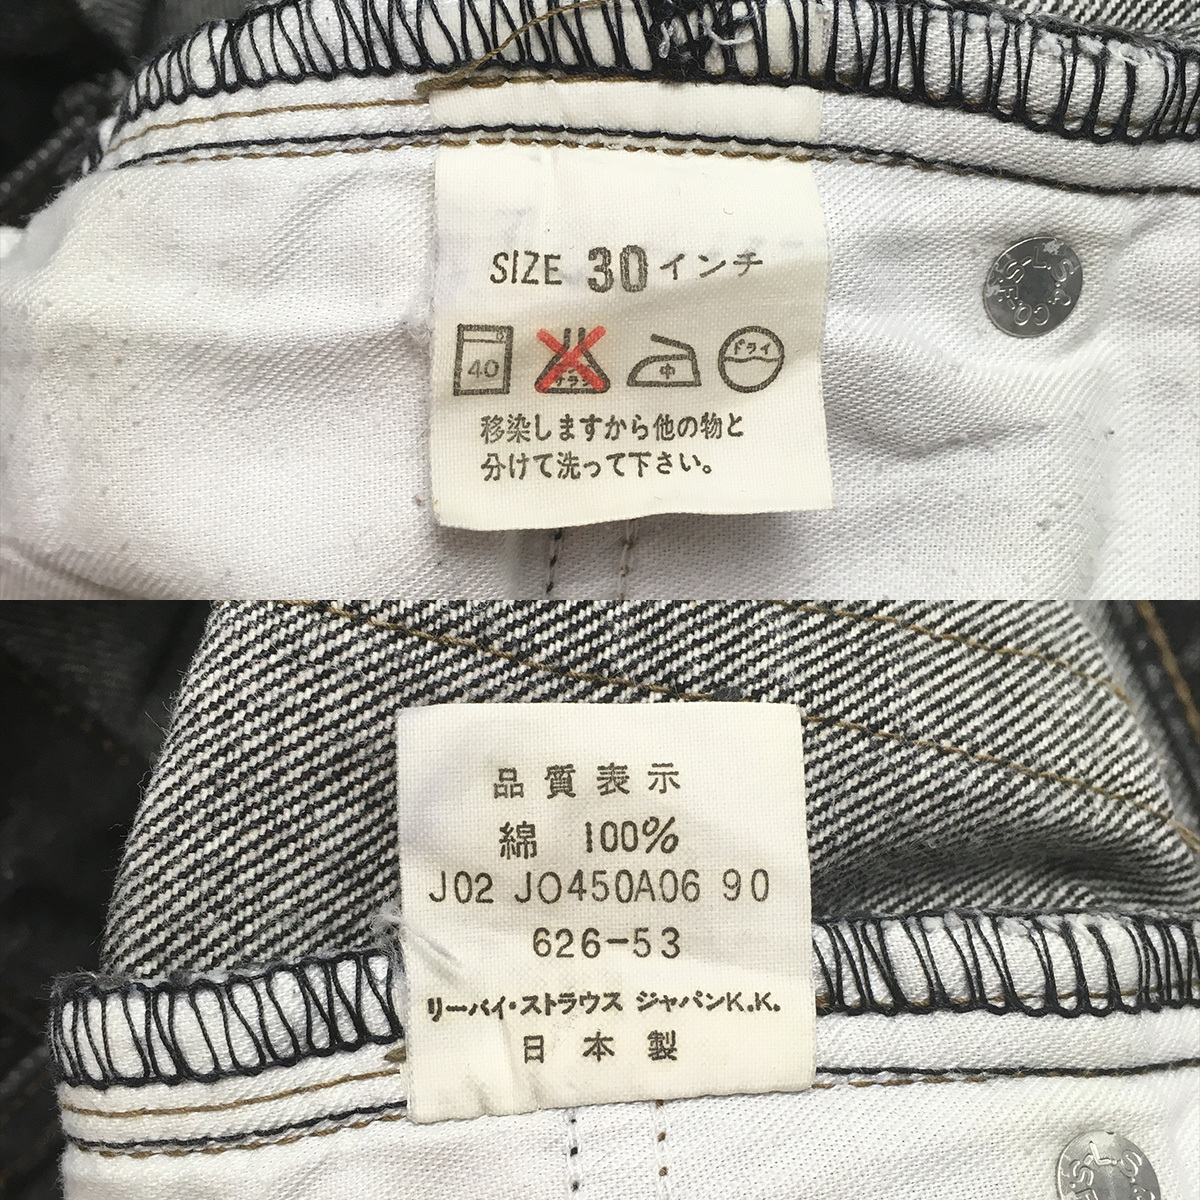 SIZE 30インチ
40
ドライ
中
移染しますから他の物と
分けて洗って下さい。
L.S.&CO-S.F.
品質表示
綿 100%
J02 JO450A06 90
626-53
リーバイ・ストラウス ジャパンK.K.
日本製
L.S.